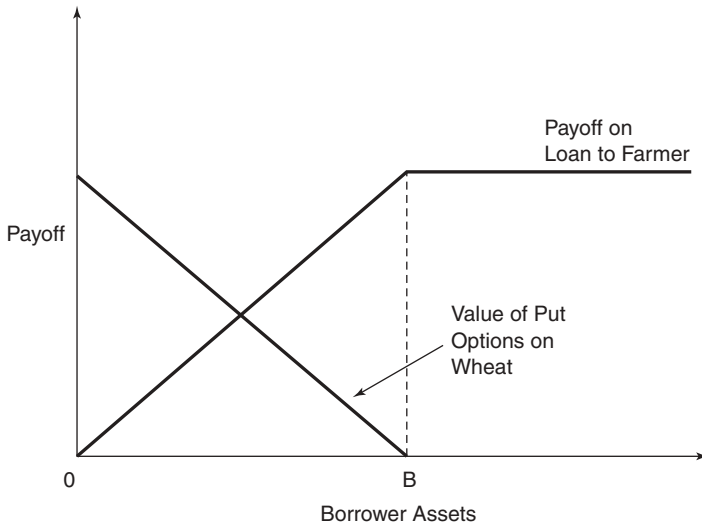 Payoff on
Loan to Farmer
Payoff
Value of Put
Options on
Wheat
0
B
Borrower Assets